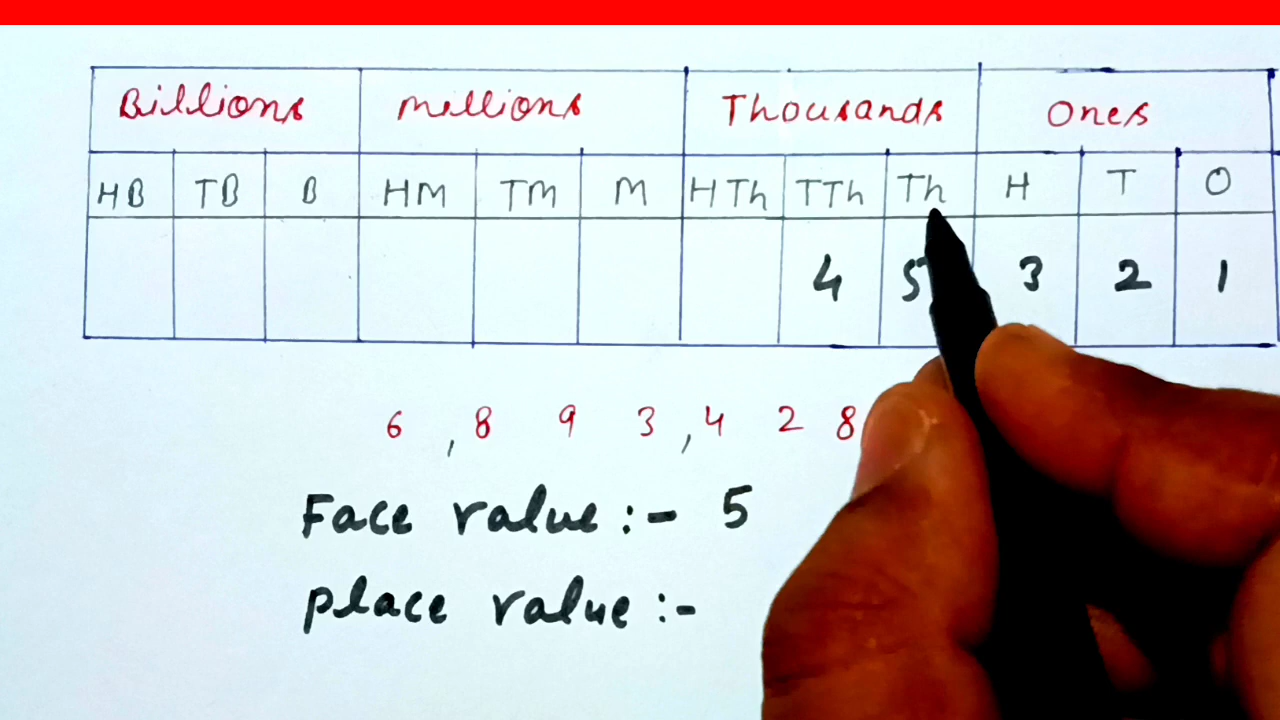 Billions Millions Thousands Ones
HB TB B HM TM M HTh TTh Th H T O
4 5 3 2 1
6 , 8 9 3 , 4 2 8
Face value :- 5
Place value :-